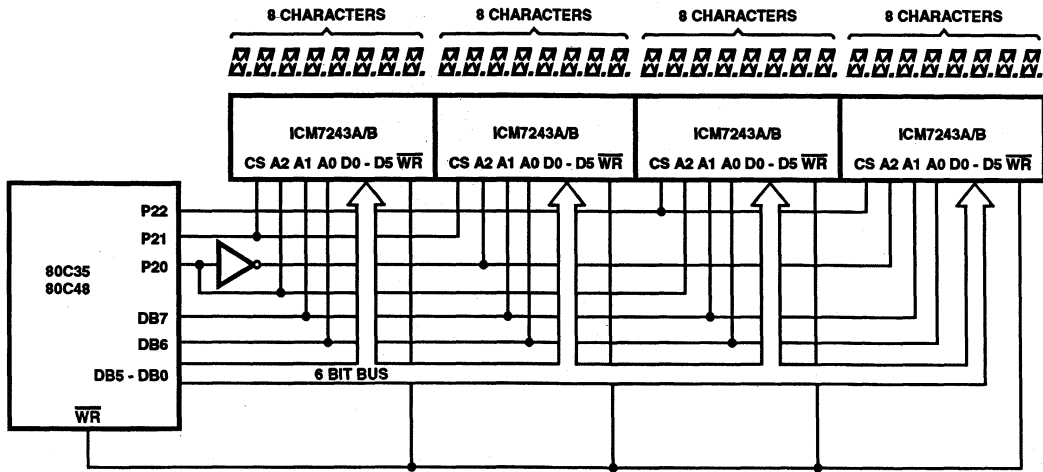 8 CHARACTERS 8 CHARACTERS 8 CHARACTERS 8 CHARACTERS
ICM7243A/B ICM7243A/B ICM7243A/B ICM7243A/B
CS A2 A1 A0 D0 - D5 WR CS A2 A1 A0 D0 - D5 WR CS A2 A1 A0 D0 - D5 WR CS A2 A1 A0 D0 - D5 WR
P22
P21
P20
80C35
80C48
DB7
DB6
DB5 - DB0
6 BIT BUS
WR